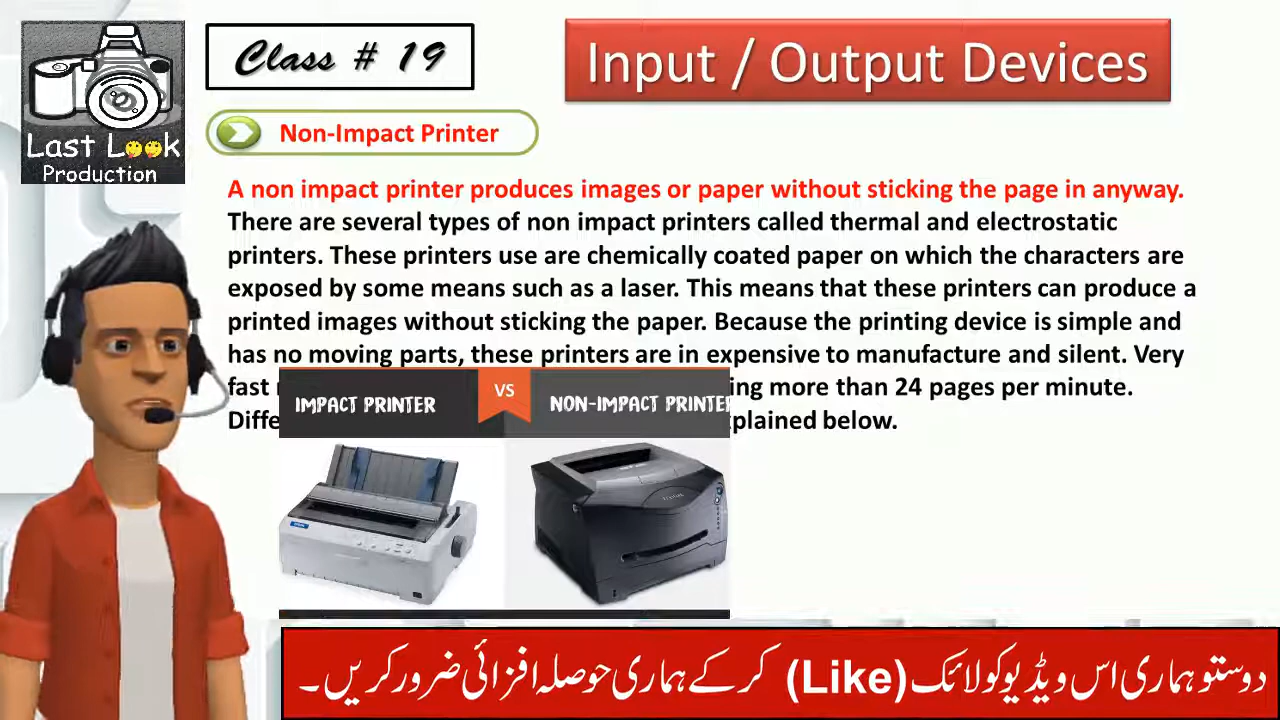 Last Look
Production
Class # 19
Input / Output Devices
Non-Impact Printer
A non impact printer produces images or paper without sticking the page in anyway.
There are several types of non impact printers called thermal and electrostatic
printers. These printers use are chemically coated paper on which the characters are
exposed by some means such as a laser. This means that these printers can produce a
printed images without sticking the paper. Because the printing device is simple and
has no moving parts, these printers are in expensive to manufacture and silent. Very
fast more than 24 pages per minute.
below.
IMPACT PRINTER
VS
NON-IMPACT PRINTER
دوستو ہماری اس ویڈیو کو لائک (Like) کر کے ہماری حوصلہ افزائی ضرور کریں۔